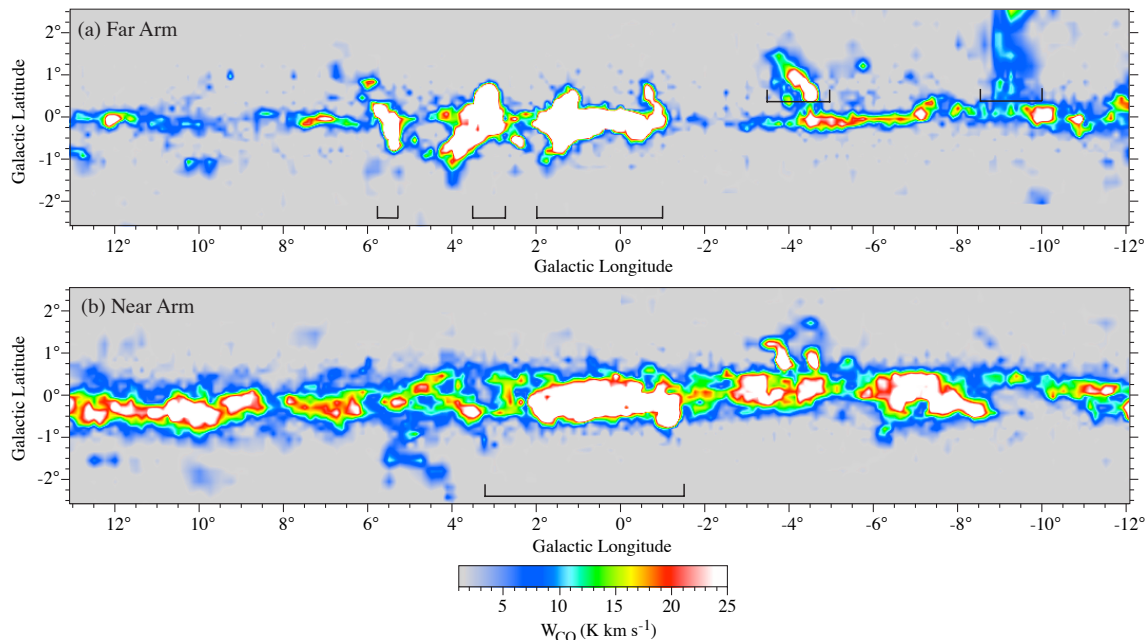 (a) Far Arm
Galactic Latitude
2°
1°
0°
-1°
-2°
12° 10° 8° 6° 4° 2° 0° -2° -4° -6° -8° -10° -12°
Galactic Longitude
(b) Near Arm
Galactic Latitude
2°
1°
0°
-1°
-2°
12° 10° 8° 6° 4° 2° 0° -2° -4° -6° -8° -10° -12°
Galactic Longitude
5 10 15 20 25
W_CO (K km s⁻¹)